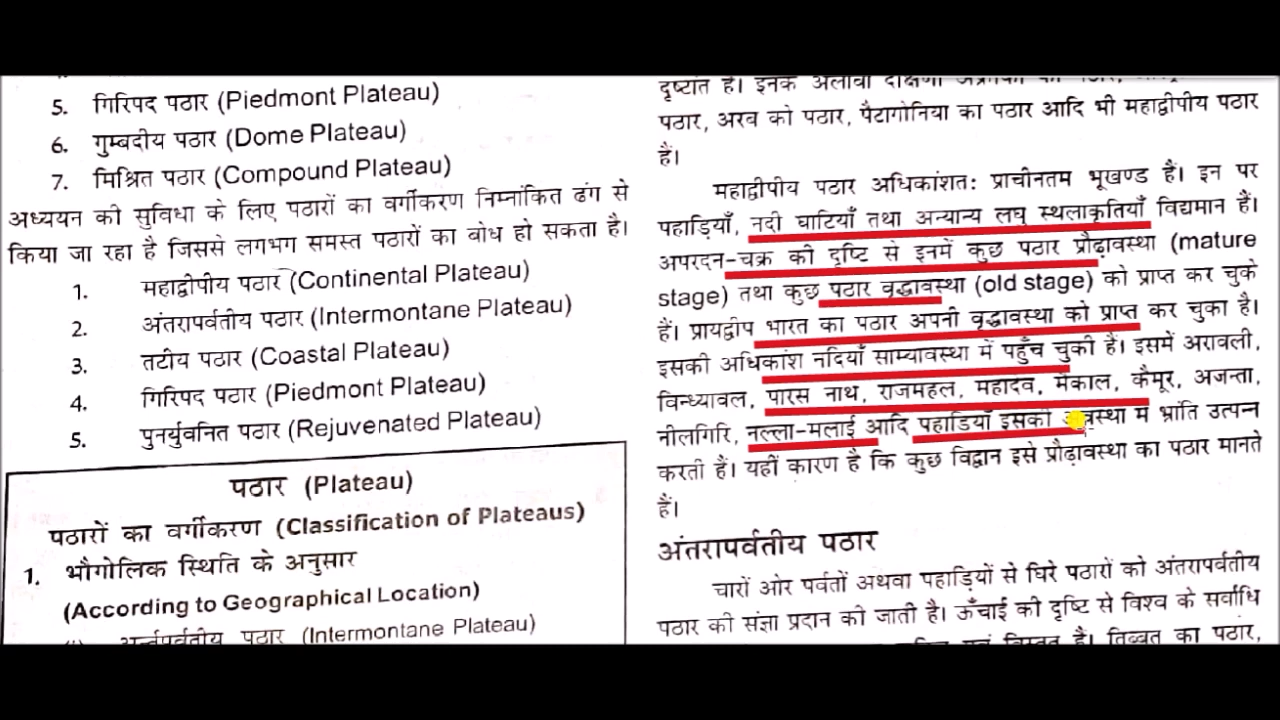 5. गिरिपद पठार (Piedmont Plateau)
6. गुम्बदीय पठार (Dome Plateau)
7. मिश्रित पठार (Compound Plateau)
अध्ययन की सुविधा के लिए पठारों का वर्गीकरण निम्नांकित ढंग से
किया जा रहा है जिससे लगभग समस्त पठारों का बोध हो सकता है।
1. महाद्वीपीय पठार (Continental Plateau)
2. अंतरापर्वतीय पठार (Intermontane Plateau)
3. तटीय पठार (Coastal Plateau)
4. गिरिपद पठार (Piedmont Plateau)
5. पुनर्युवनित पठार (Rejuvenated Plateau)
पठार (Plateau)
पठारों का वर्गीकरण (Classification of Plateaus)
1. भौगोलिक स्थिति के अनुसार
(According to Geographical Location)
अर्न्तपर्वतीय पठार (Intermontane Plateau)
दृष्टांत है। इनके अलावा
पठार, अरब को पठार, पैटागोनिया का पठार आदि भी महाद्वीपीय पठार
हैं।
महाद्वीपीय पठार अधिकांशत: प्राचीनतम भूखण्ड हैं। इन पर
पहाड़ियाँ, नदी घाटियाँ तथा अन्यान्य लघु स्थलाकृतियाँ विद्यमान हैं।
अपरदन-चक्र की दृष्टि से इनमें कुछ पठार प्रौढ़ावस्था (mature
stage) तथा कुछ पठार वृद्धावस्था (old stage) को प्राप्त कर चुके
हैं। प्रायद्वीप भारत का पठार अपनी वृद्धावस्था को प्राप्त कर चुका है।
इसकी अधिकांश नदियाँ साम्यावस्था में पहुँच चुकी हैं। इसमें अरावली,
विन्ध्यावल, पारस नाथ, राजमहल, महादेव, मेकाल, कैमूर, अजन्ता,
नीलगिरि, नल्ला-मलाई आदि पहाड़ियाँ इसकी अवस्था में भ्रांति उत्पन्न
करती हैं। यहीं कारण है कि कुछ विद्वान इसे प्रौढ़ावस्था का पठार मानते
हैं।
अंतरापर्वतीय पठार
चारों ओर पर्वतों अथवा पहाड़ियों से घिरे पठारों को अंतरापर्वतीय
पठार की संज्ञा प्रदान की जाती है। ऊँचाई की दृष्टि से विश्व के सर्वाधि
हैं। तिब्बत का पठार,